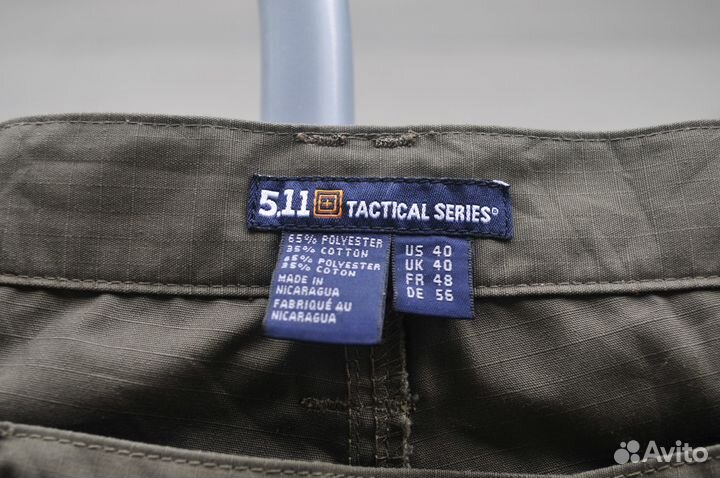 5.11 TACTICAL SERIES®
65% POLYESTER
35% COTTON
65% POLYESTER
35% COTTON
MADE IN
NICARAGUA
FABRIQUÉ AU
NICARAGUA
US 40
UK 40
FR 48
DE 56
Avito